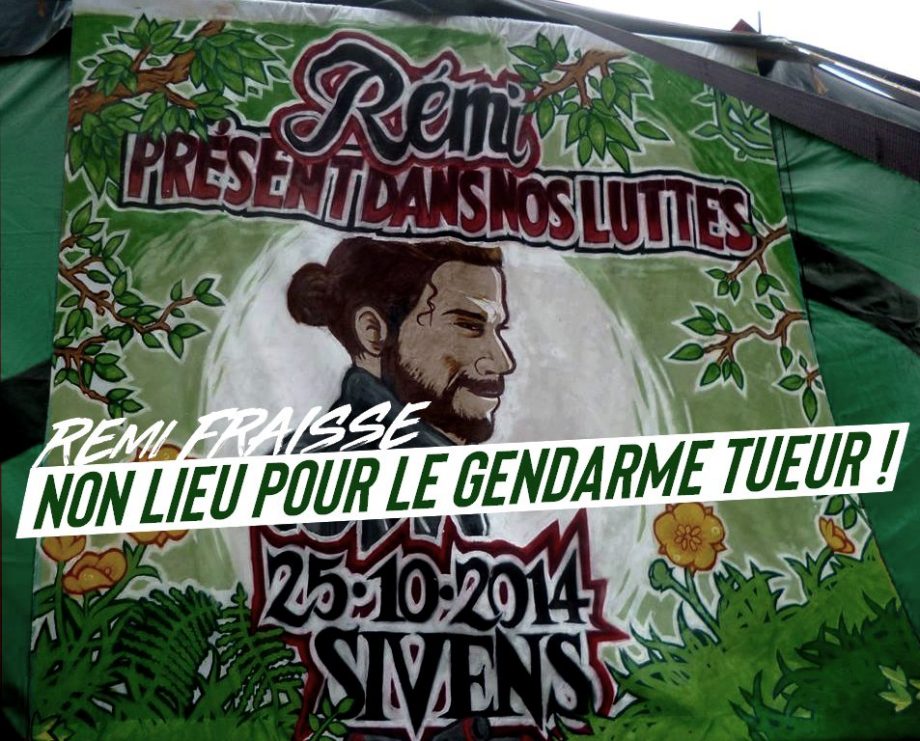 Rémi
PRÉSENT DANS NOS LUTTES
REMI FRAISSE
NON LIEU POUR LE GENDARME TUEUR !
25·10·2014
SIVENS